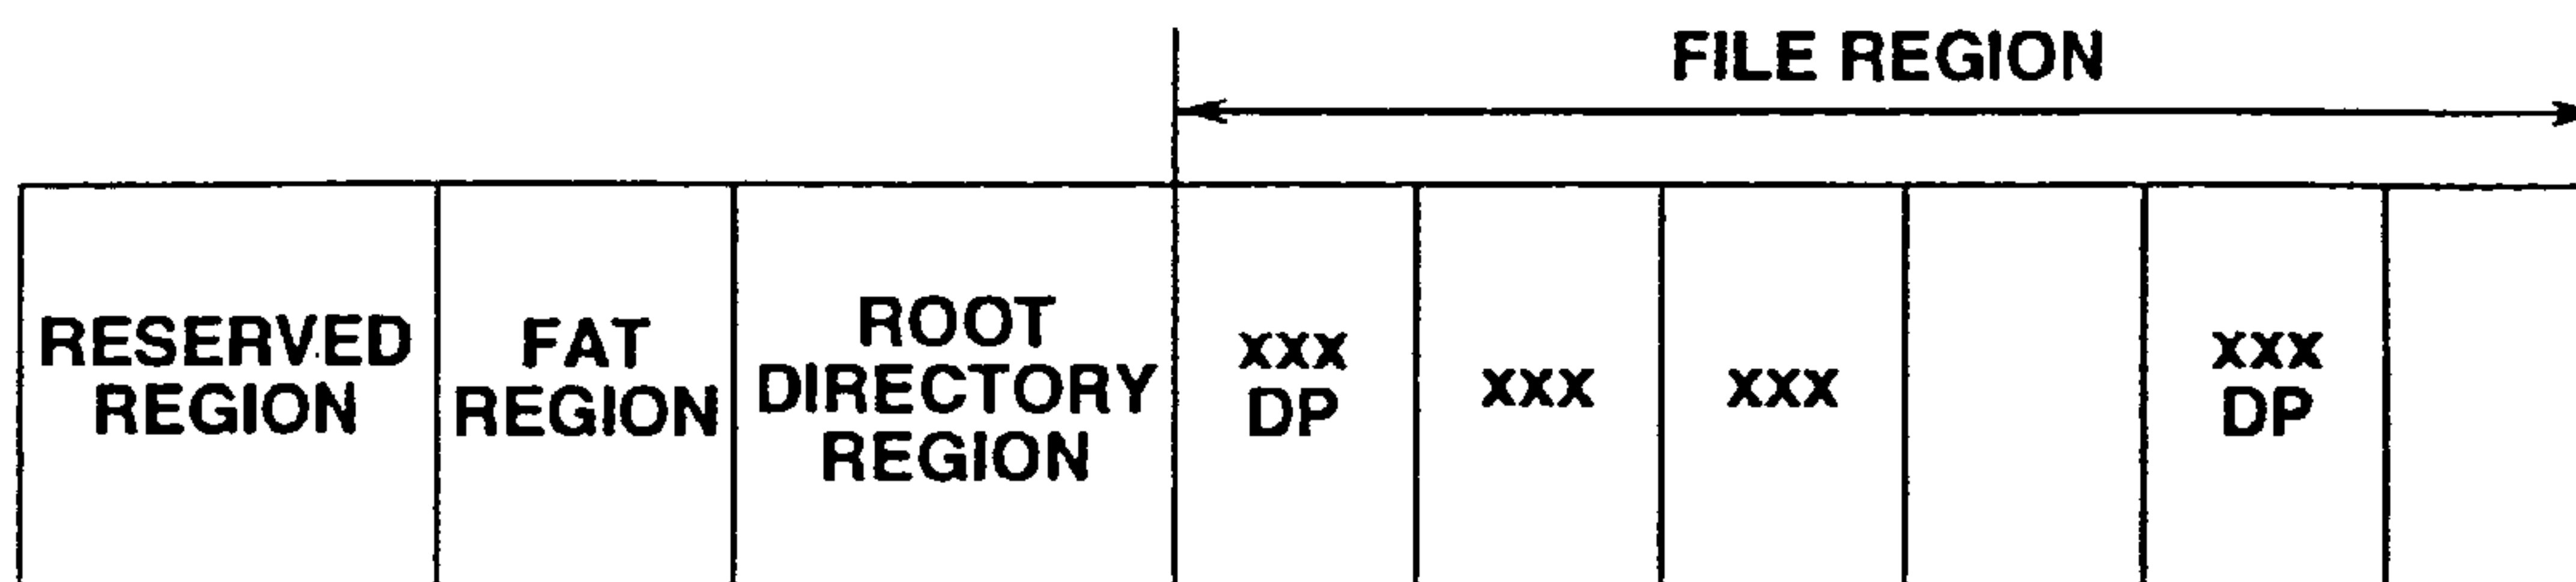 FILE REGION
RESERVED
REGION
FAT
REGION
ROOT
DIRECTORY
REGION
xxx
DP
xxx
xxx
xxx
DP